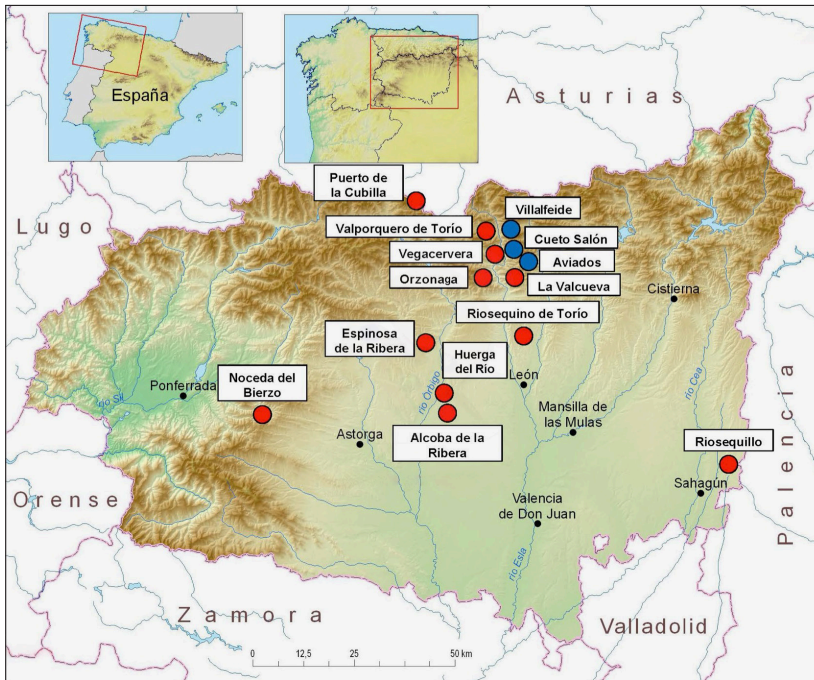 España
Asturias
Lugo
Puerto de
la Cubilla
Villalfeide
Valporquero de Torío
Cueto Salón
Vegacervera
Aviados
Orzonaga
La Valcueva
Cistierna
Riosequino de Torío
Espinosa
de la Ribera
Huerga
del Río
León
río Cea
río Orbigo
Noceda del
Bierzo
Ponferrada
río Sil
Mansilla de
las Mulas
Palencia
Astorga
Alcoba de la
Ribera
Riosequillo
Sahagún
Orense
Valencia
de Don Juan
río Esla
Zamora
Valladolid
0 12,5 25 50 km